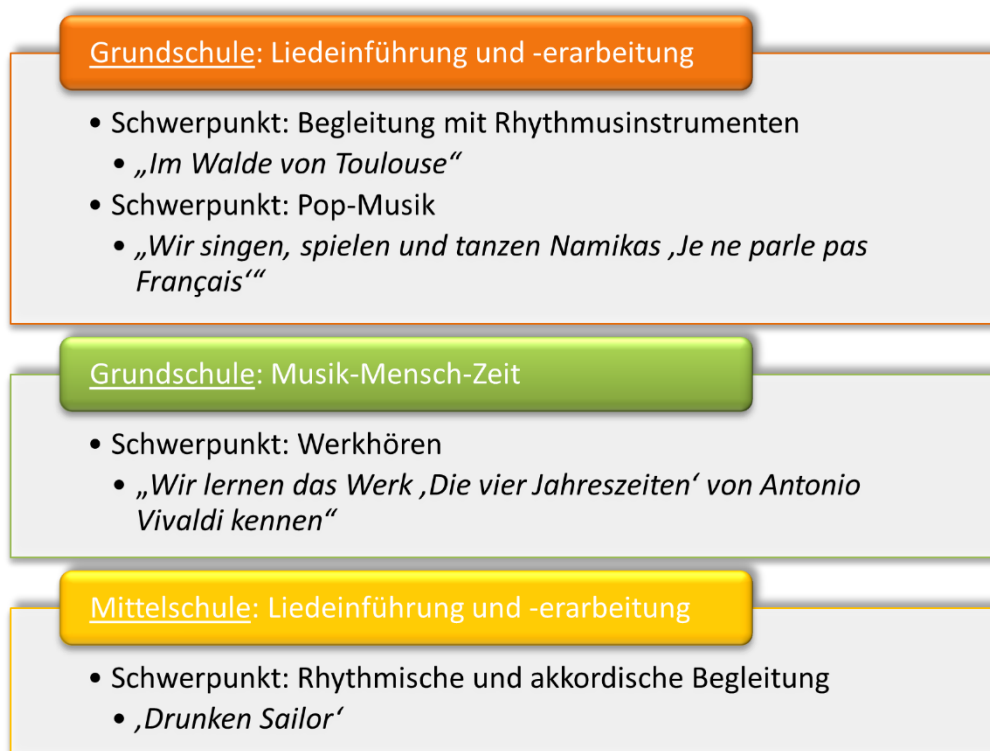 Grundschule: Liedeinführung und -erarbeitung
• Schwerpunkt: Begleitung mit Rhythmusinstrumenten
• „Im Walde von Toulouse“
• Schwerpunkt: Pop-Musik
• „Wir singen, spielen und tanzen Namikas ‚Je ne parle pas
Français‘“
Grundschule: Musik-Mensch-Zeit
• Schwerpunkt: Werkhören
• „Wir lernen das Werk ‚Die vier Jahreszeiten‘ von Antonio
Vivaldi kennen“
Mittelschule: Liedeinführung und -erarbeitung
• Schwerpunkt: Rhythmische und akkordische Begleitung
• ‚Drunken Sailor‘